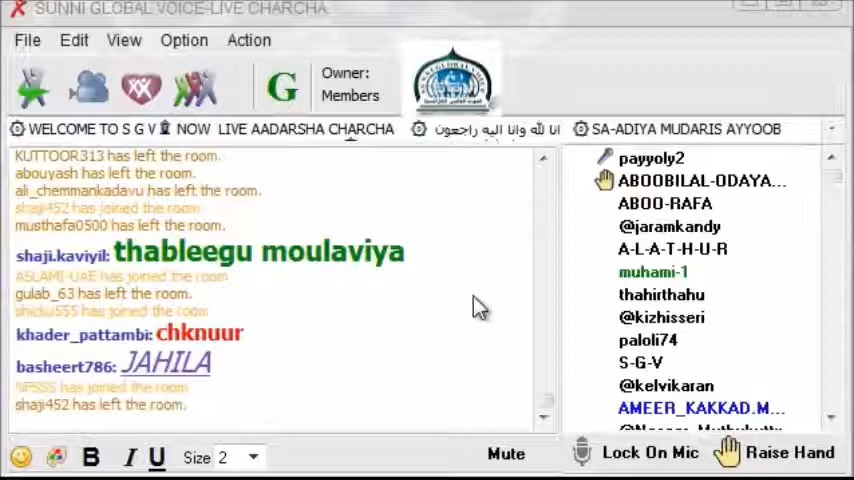 SUNNI GLOBAL VOICE-LIVE CHARCHA
File Edit View Option Action
G
Owner:
Members
WELCOME TO S G V NOW LIVE AADARSHA CHARCHA
انا لله وانا اليه راجعون
SA-ADIYA MUDARIS AYYOOB
KUTTOOR313 has left the room.
abouyash has left the room.
ali_chemmankadavu has left the room.
shaji452 has joined the room
musthafa0500 has left the room.
shaji.kaviyil: thableegu moulaviya
ASLAMI-UAE has joined the room
gulab_63 has left the room.
shicku555 has joined the room
khader_pattambi: chknuur
basheert786: JAHILA
NFSSS has joined the room
shaji452 has left the room.
payyoly2
ABOOBILAL-ODAYA...
ABOO-RAFA
@jaramkandy
A-L-A-T-H-U-R
muhami-1
thahirthahu
@kizhisseri
paloli74
S-G-V
@kelvikaran
AMEER_KAKKAD.M...
B I U Size 2
Mute
Lock On Mic
Raise Hand